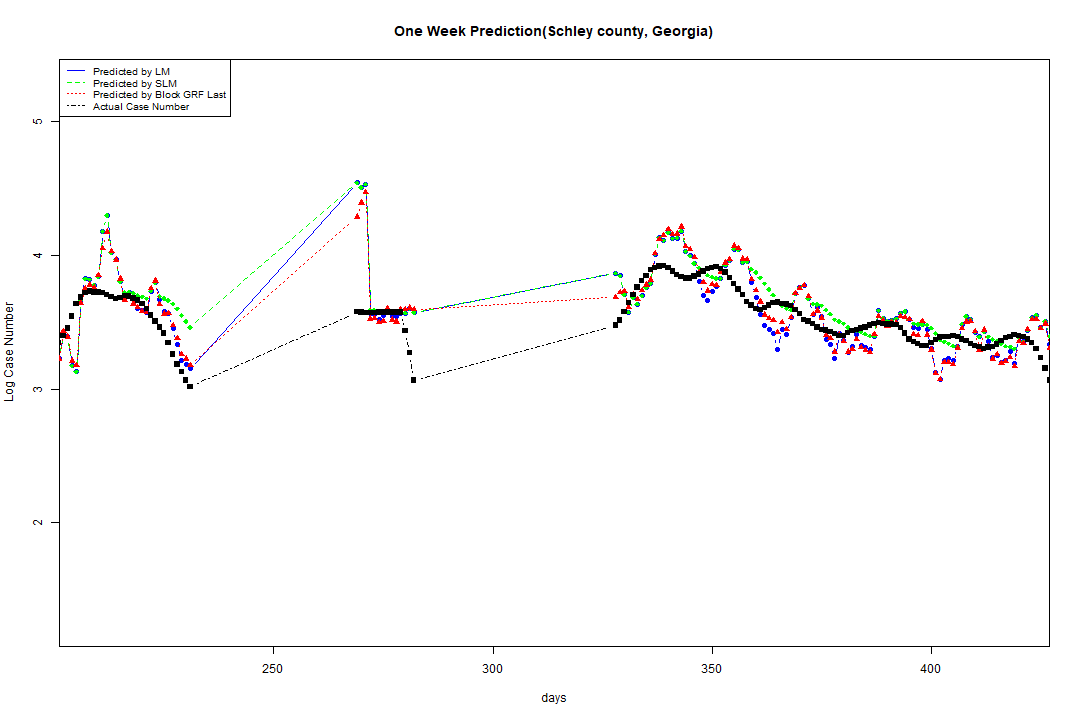 One Week Prediction(Schley county, Georgia)
Predicted by LM
Predicted by SLM
Predicted by Block GRF Last
Actual Case Number
5
4
3
2
Log Case Number
250
300
350
400
days